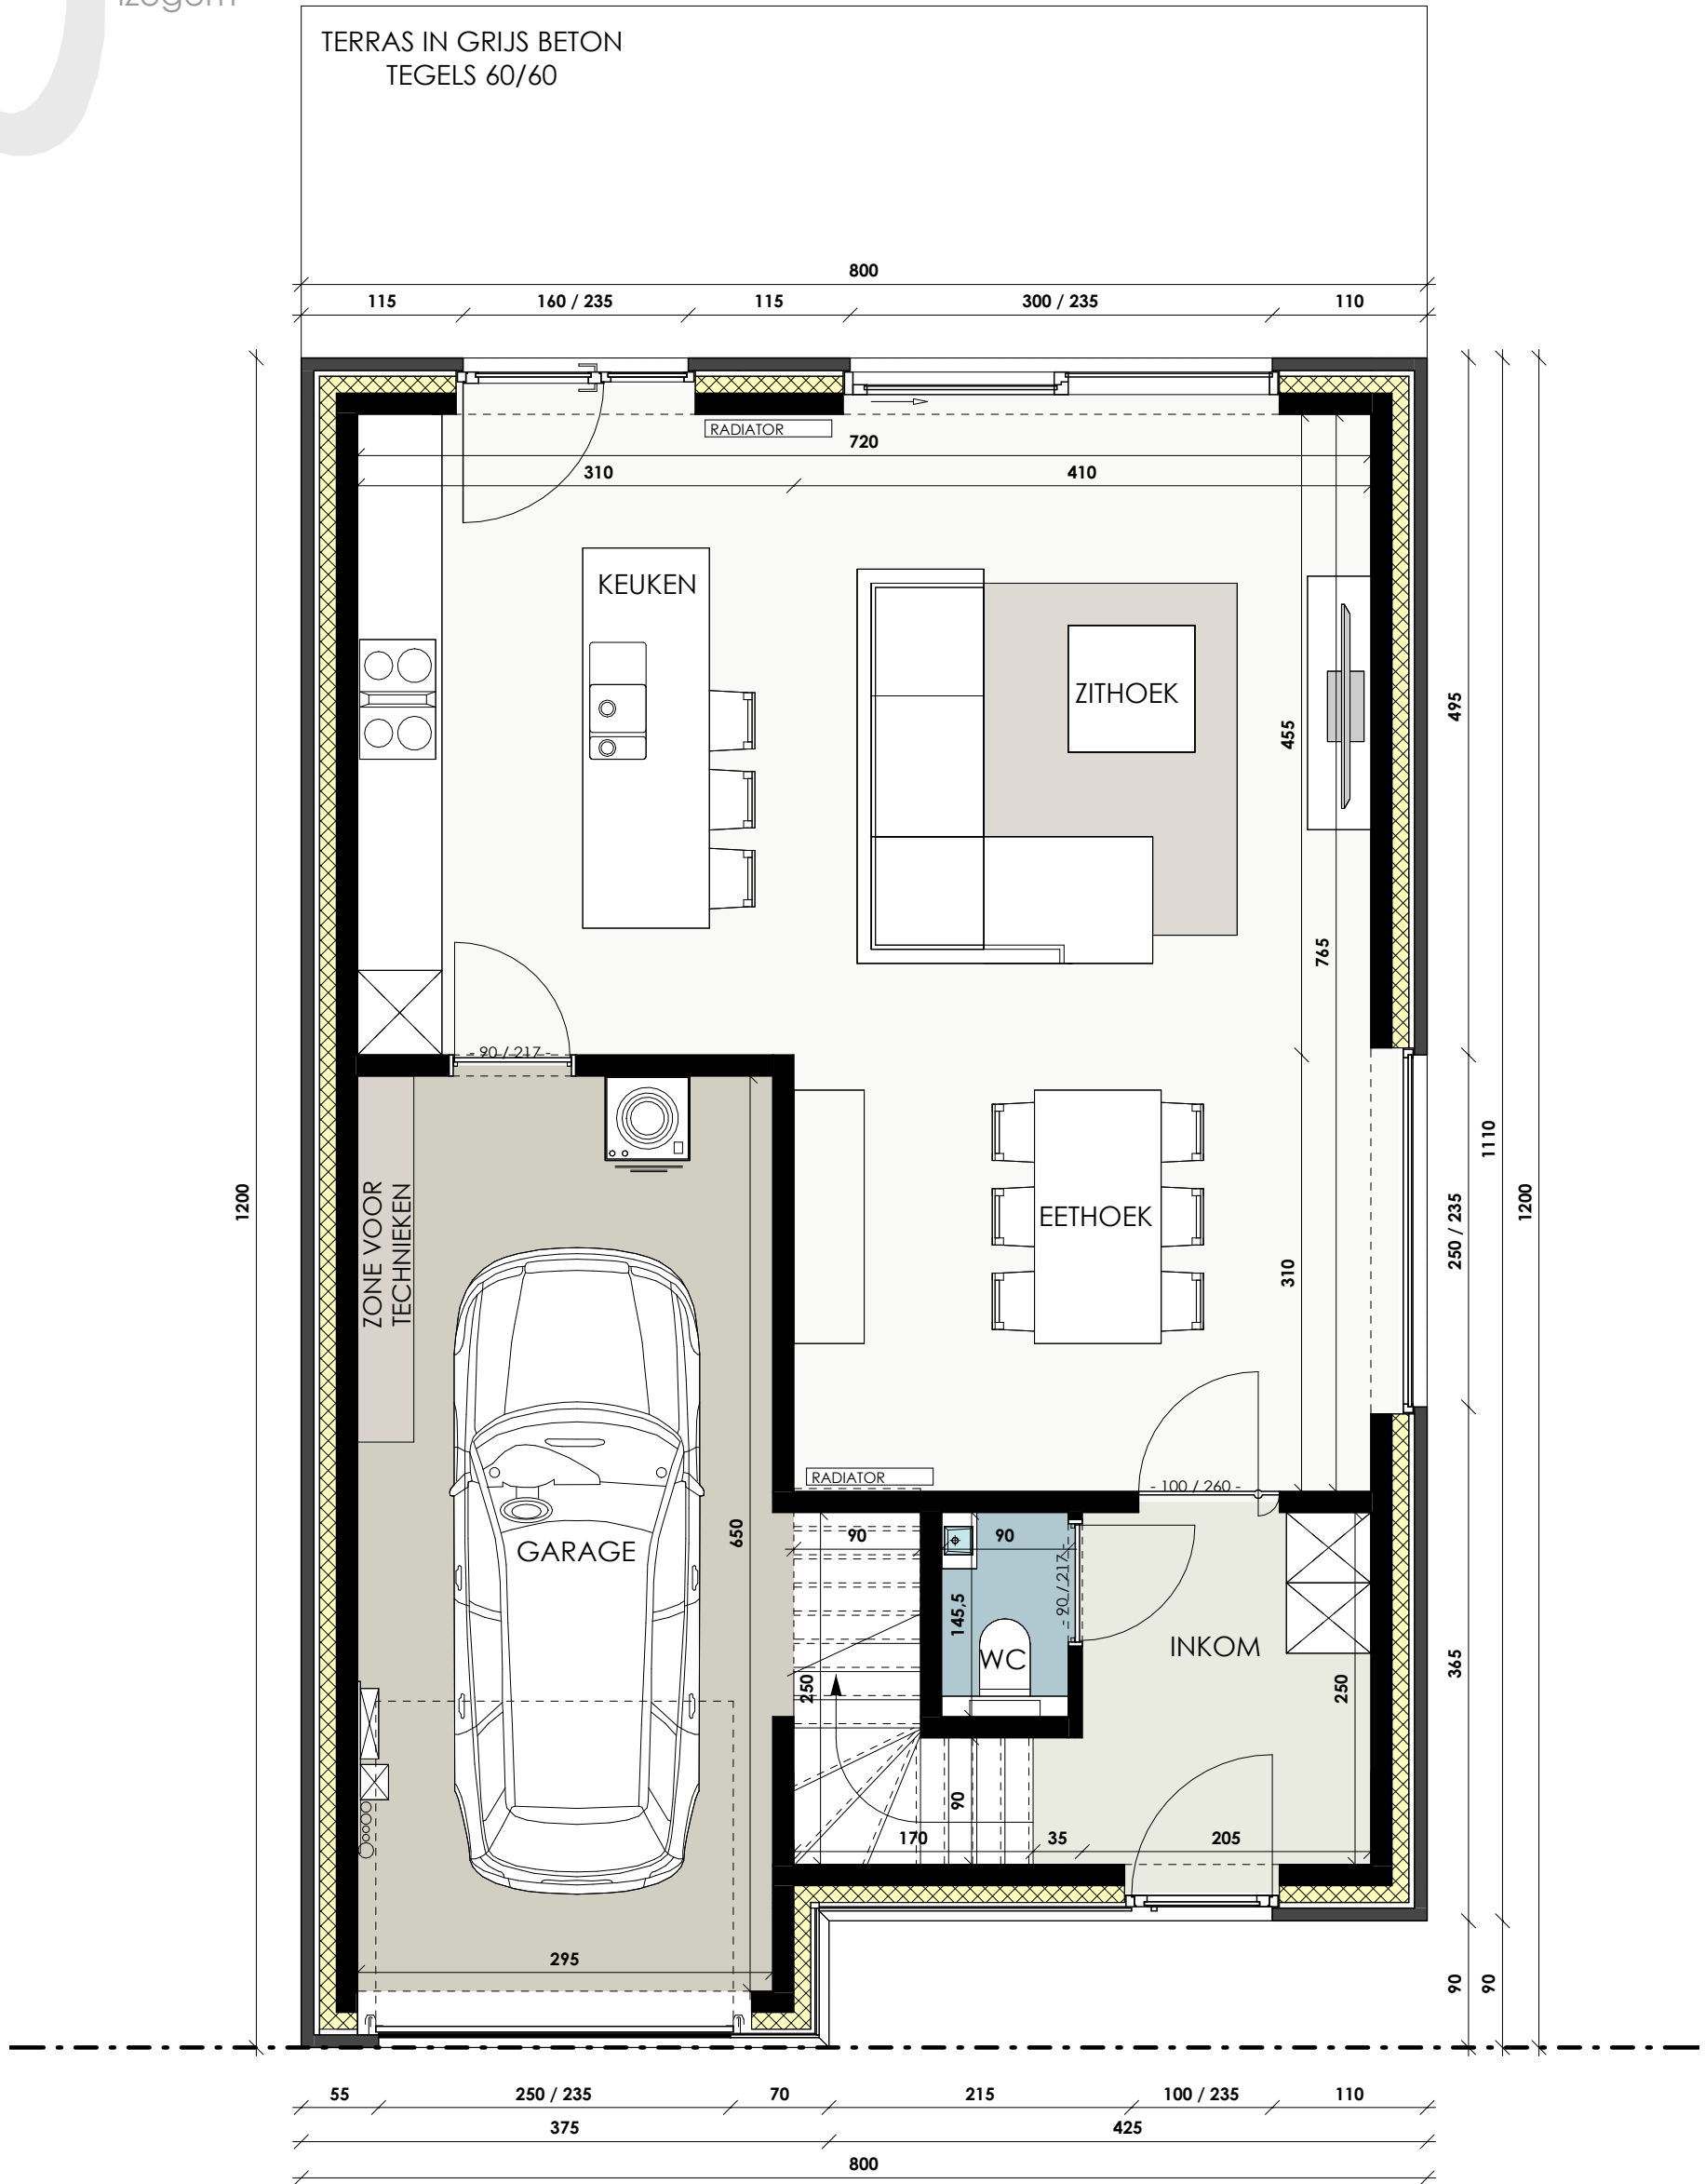 TERRAS IN GRIJS BETON
TEGELS 60/60
800
115
160 / 235
115
300 / 235
110
RADIATOR
720
310
410
KEUKEN
ZITHOEK
455
495
765
- 90 / 217 -
ZONE VOOR
TECHNIEKEN
1200
EETHOEK
310
250 / 235
1110
1200
RADIATOR
- 100 / 260 -
650
GARAGE
90
90
- 90 / 217 -
145,5
WC
INKOM
250
250
365
90
170
35
205
295
90
90
55
250 / 235
70
215
100 / 235
110
375
425
800